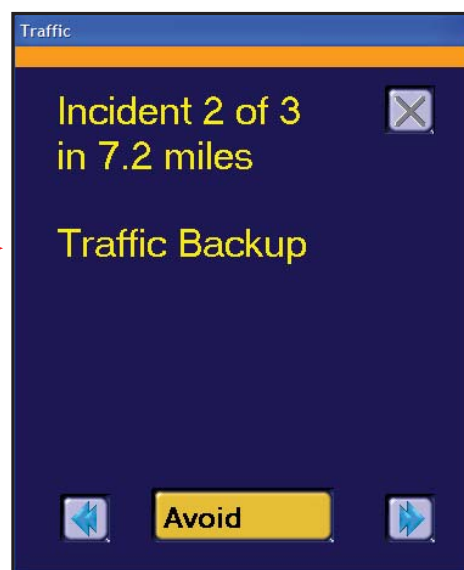 Traffic
Incident 2 of 3
in 7.2 miles
Traffic Backup
Avoid